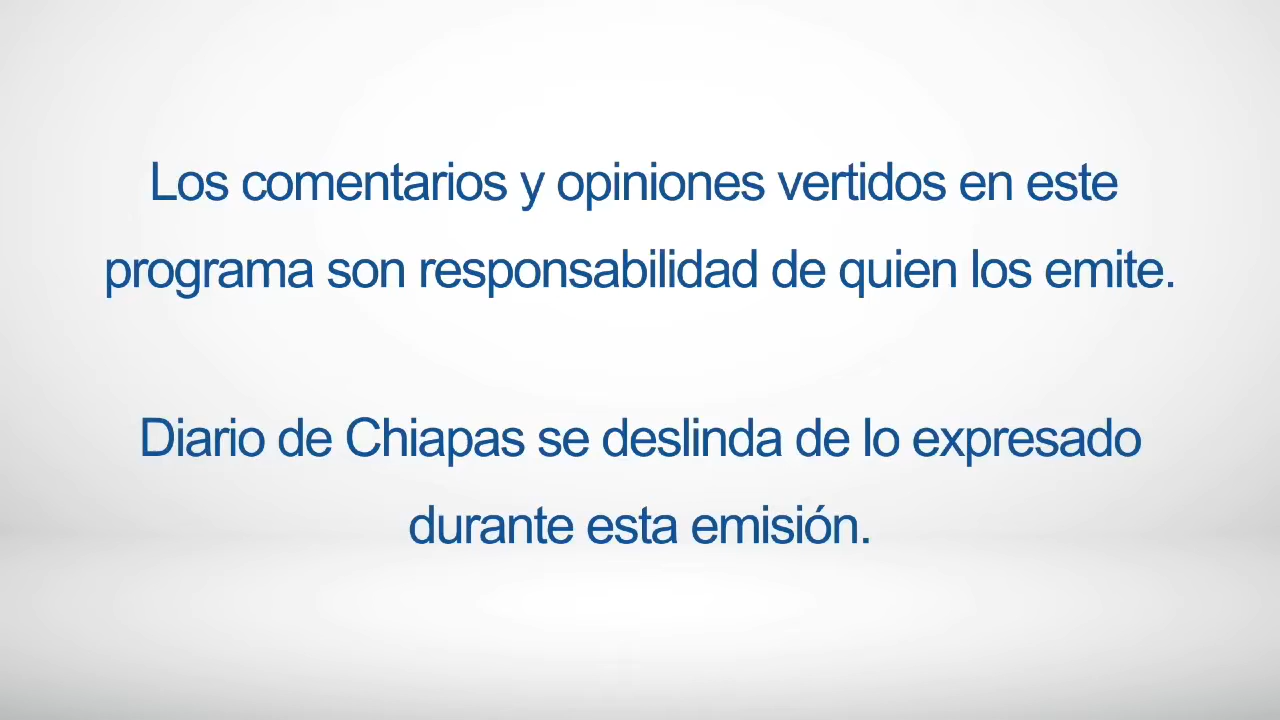 Los comentarios y opiniones vertidos en este
programa son responsabilidad de quien los emite.
Diario de Chiapas se deslinda de lo expresado
durante esta emisión.